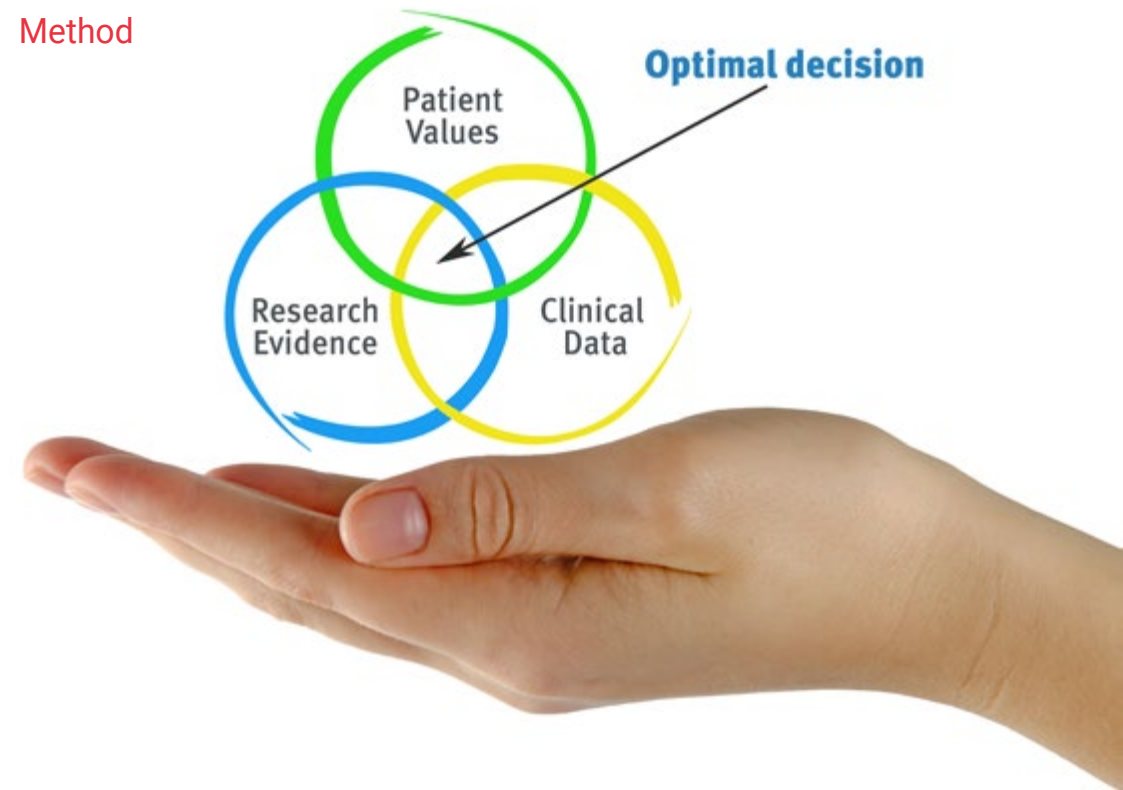 Method
Optimal decision
Patient
Values
Research
Evidence
Clinical
Data